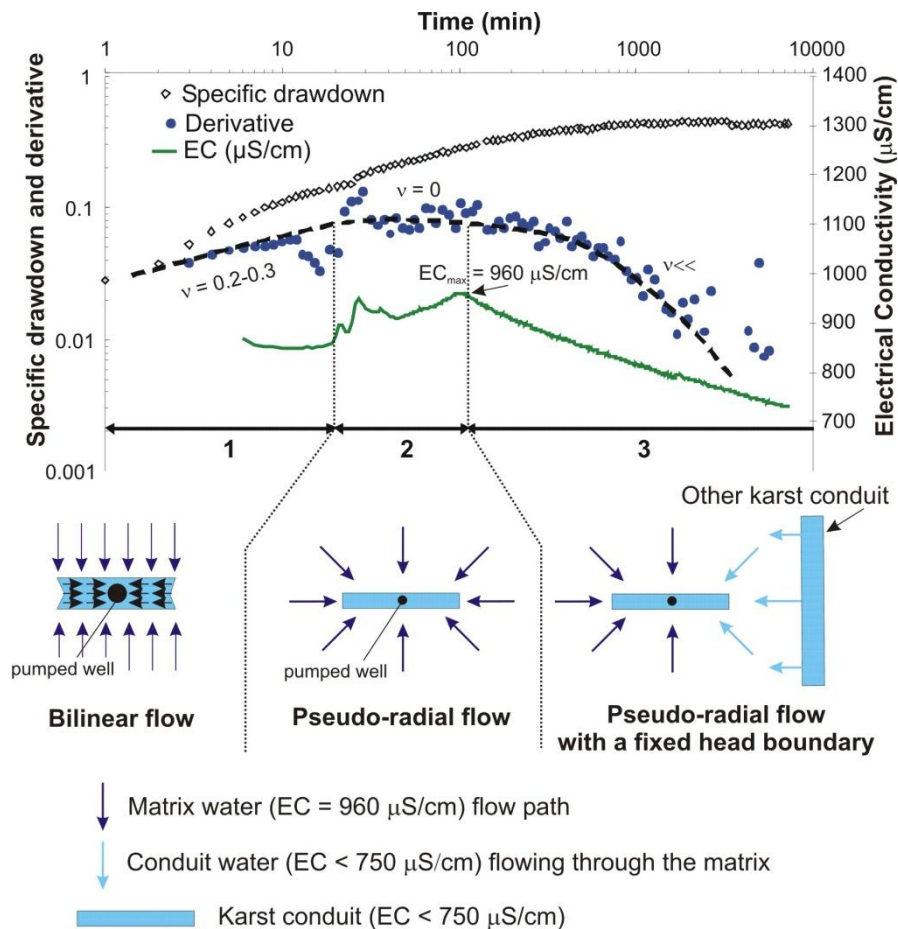 Time (min)
1 10 100 1000 10000
1
0.1
0.01
0.001
Specific drawdown and derivative
Specific drawdown
Derivative
EC (µS/cm)
ν = 0
ν = 0.2-0.3
ECmax = 960 µS/cm
ν<<
1400
1300
1200
1100
1000
900
800
700
Electrical Conductivity (µS/cm)
1 2 3
Other karst conduit
pumped well
pumped well
Bilinear flow
Pseudo-radial flow
Pseudo-radial flow
with a fixed head boundary
Matrix water (EC = 960 µS/cm) flow path
Conduit water (EC < 750 µS/cm) flowing through the matrix
Karst conduit (EC < 750 µS/cm)